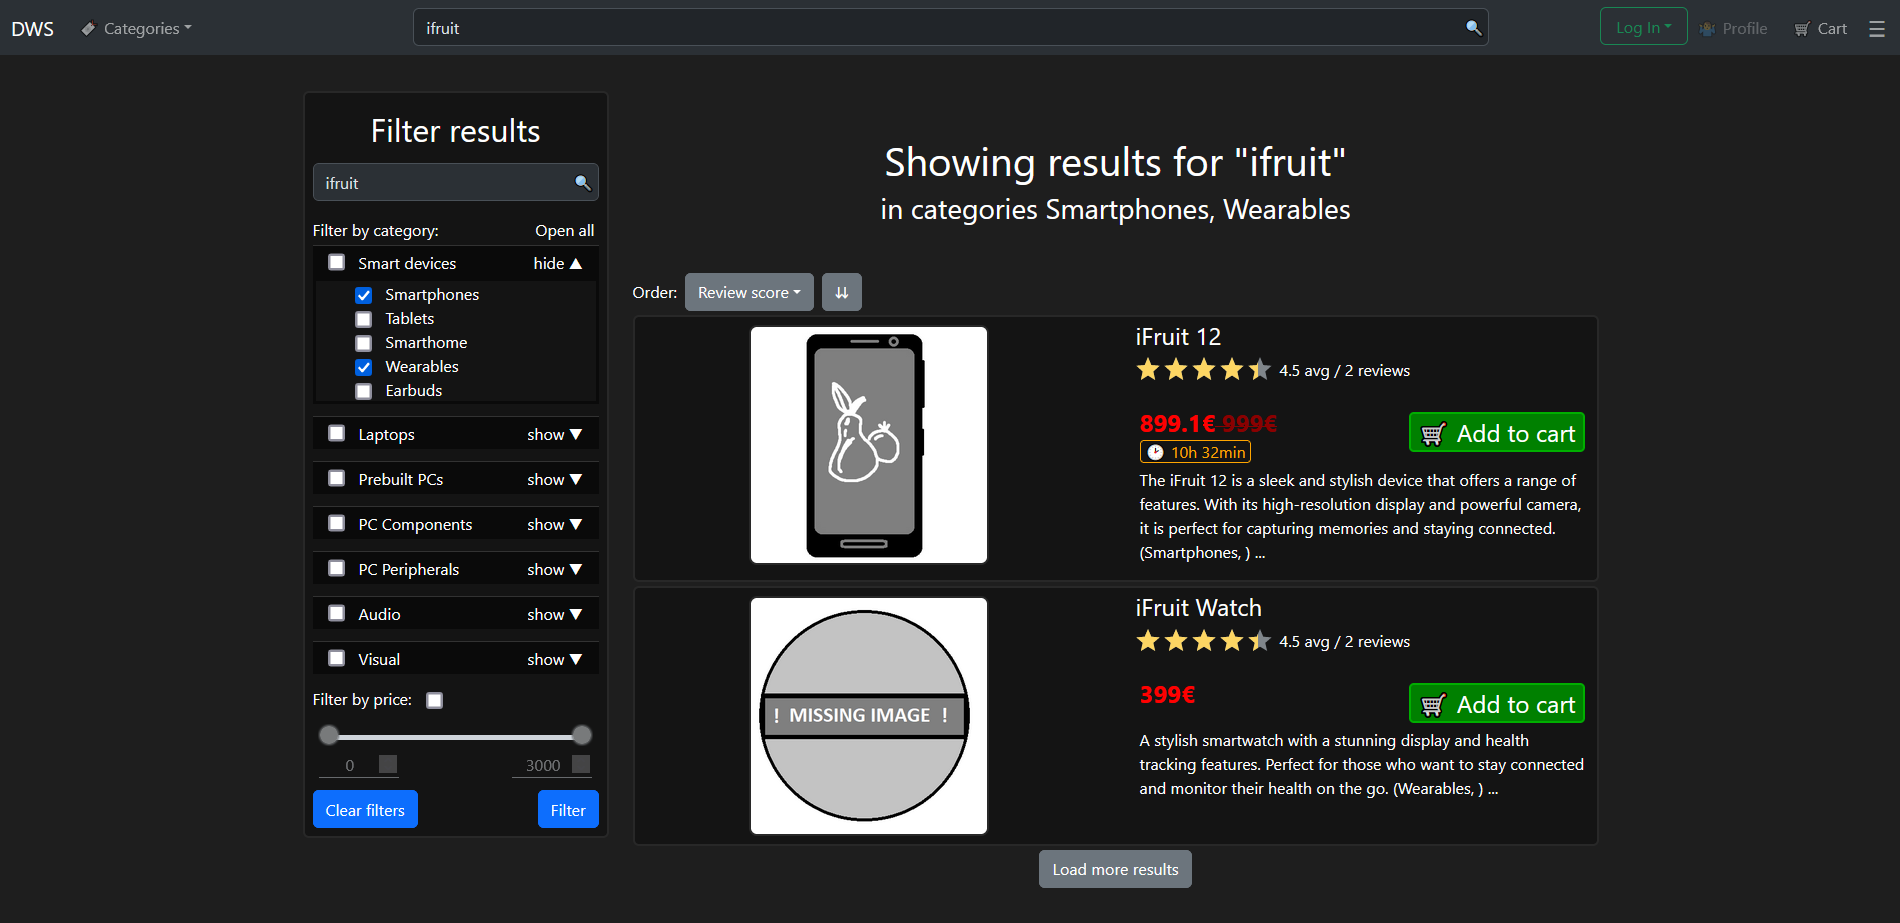 DWS
Categories
ifruit
Log In
Profile
Cart
Filter results
ifruit
Filter by category:
Open all
Smart devices
hide ▲
Smartphones
Tablets
Smarthome
Wearables
Earbuds
Laptops
show ▼
Prebuilt PCs
show ▼
PC Components
show ▼
PC Peripherals
show ▼
Audio
show ▼
Visual
show ▼
Filter by price:
0
3000
Clear filters
Filter
Showing results for "ifruit"
in categories Smartphones, Wearables
Order:
Review score
iFruit 12
4.5 avg / 2 reviews
899.1€ 999€
10h 32min
Add to cart
The iFruit 12 is a sleek and stylish device that offers a range of
features. With its high-resolution display and powerful camera,
it is perfect for capturing memories and staying connected.
(Smartphones, ) ...
! MISSING IMAGE !
iFruit Watch
4.5 avg / 2 reviews
399€
Add to cart
A stylish smartwatch with a stunning display and health
tracking features. Perfect for those who want to stay connected
and monitor their health on the go. (Wearables, ) ...
Load more results